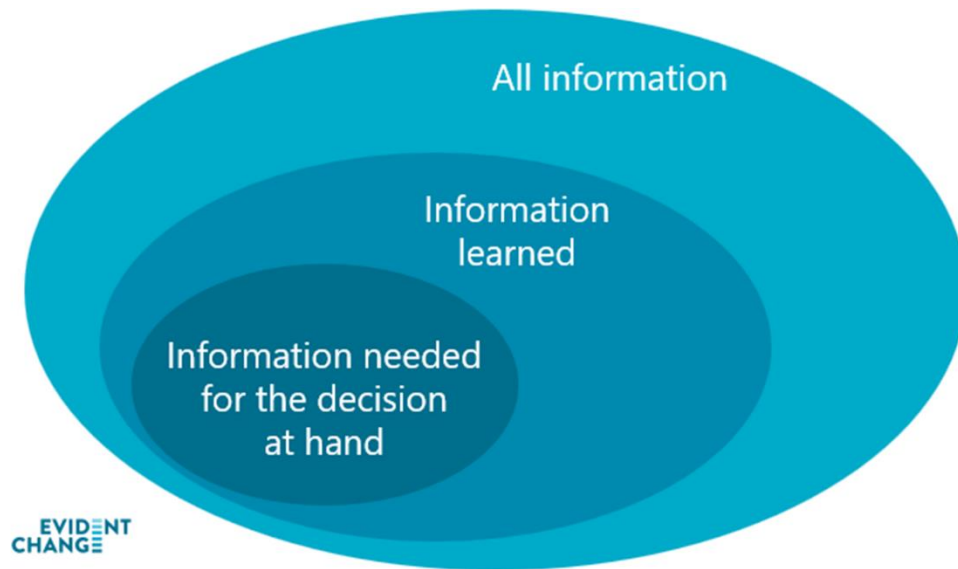 All information
Information
learned
Information needed
for the decision
at hand
EVIDENT
CHANGE